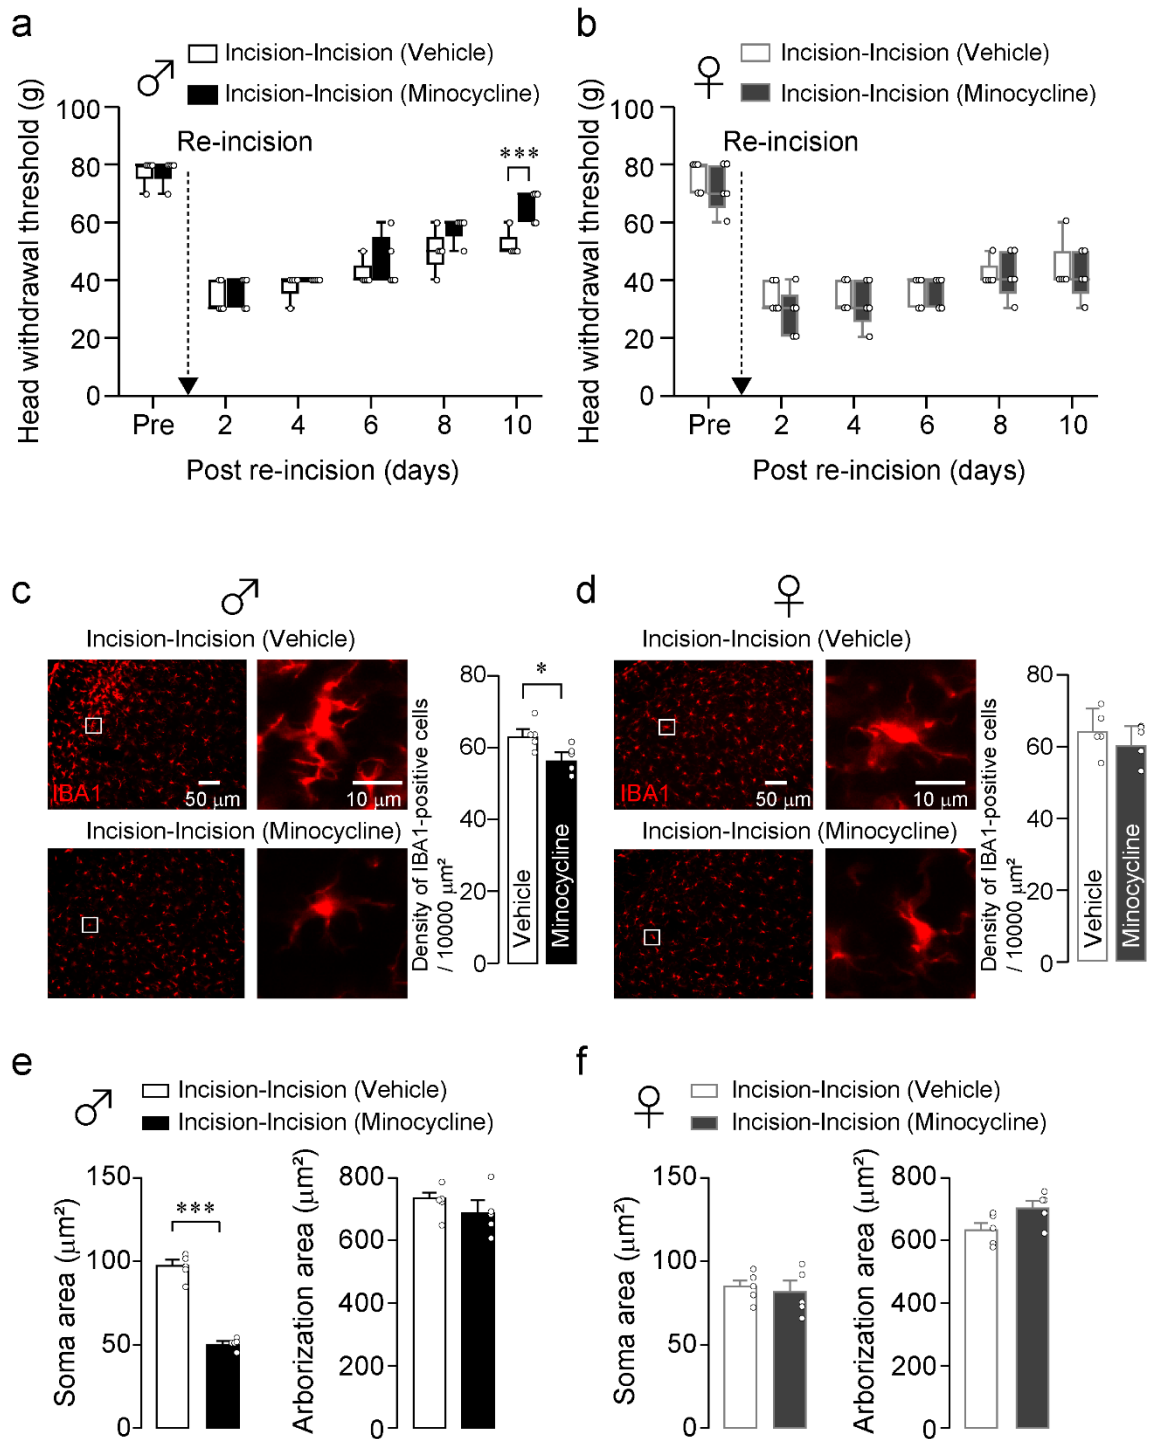 a
♂
Incision-Incision (Vehicle)
Incision-Incision (Minocycline)
Head withdrawal threshold (g)
100
80
60
40
20
0
Re-incision
***
Pre
2
4
6
8
10
Post re-incision (days)
b
♀
Incision-Incision (Vehicle)
Incision-Incision (Minocycline)
Head withdrawal threshold (g)
100
80
60
40
20
0
Re-incision
Pre
2
4
6
8
10
Post re-incision (days)
c
♂
Incision-Incision (Vehicle)
IBA1
50 μm
10 μm
Incision-Incision (Minocycline)
Density of IBA1-positive cells
/ 10000 μm²
80
60
40
20
0
*
Vehicle
Minocycline
d
♀
Incision-Incision (Vehicle)
IBA1
50 μm
10 μm
Incision-Incision (Minocycline)
Density of IBA1-positive cells
/ 10000 μm²
80
60
40
20
0
Vehicle
Minocycline
e
♂
Incision-Incision (Vehicle)
Incision-Incision (Minocycline)
Soma area (μm²)
150
100
50
0
***
Arborization area (μm²)
800
600
400
200
0
f
♀
Incision-Incision (Vehicle)
Incision-Incision (Minocycline)
Soma area (μm²)
150
100
50
0
Arborization area (μm²)
800
600
400
200
0